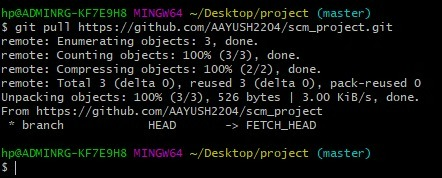 hp@ADMINRG-KF7E9H8 MINGW64 ~/Desktop/project (master)
$ git pull https://github.com/AAYUSH2204/scm_project.git
remote: Enumerating objects: 3, done.
remote: Counting objects: 100% (3/3), done.
remote: Compressing objects: 100% (2/2), done.
remote: Total 3 (delta 0), reused 3 (delta 0), pack-reused 0
Unpacking objects: 100% (3/3), 526 bytes | 3.00 KiB/s, done.
From https://github.com/AAYUSH2204/scm_project
 * branch            HEAD       -> FETCH_HEAD
hp@ADMINRG-KF7E9H8 MINGW64 ~/Desktop/project (master)
$